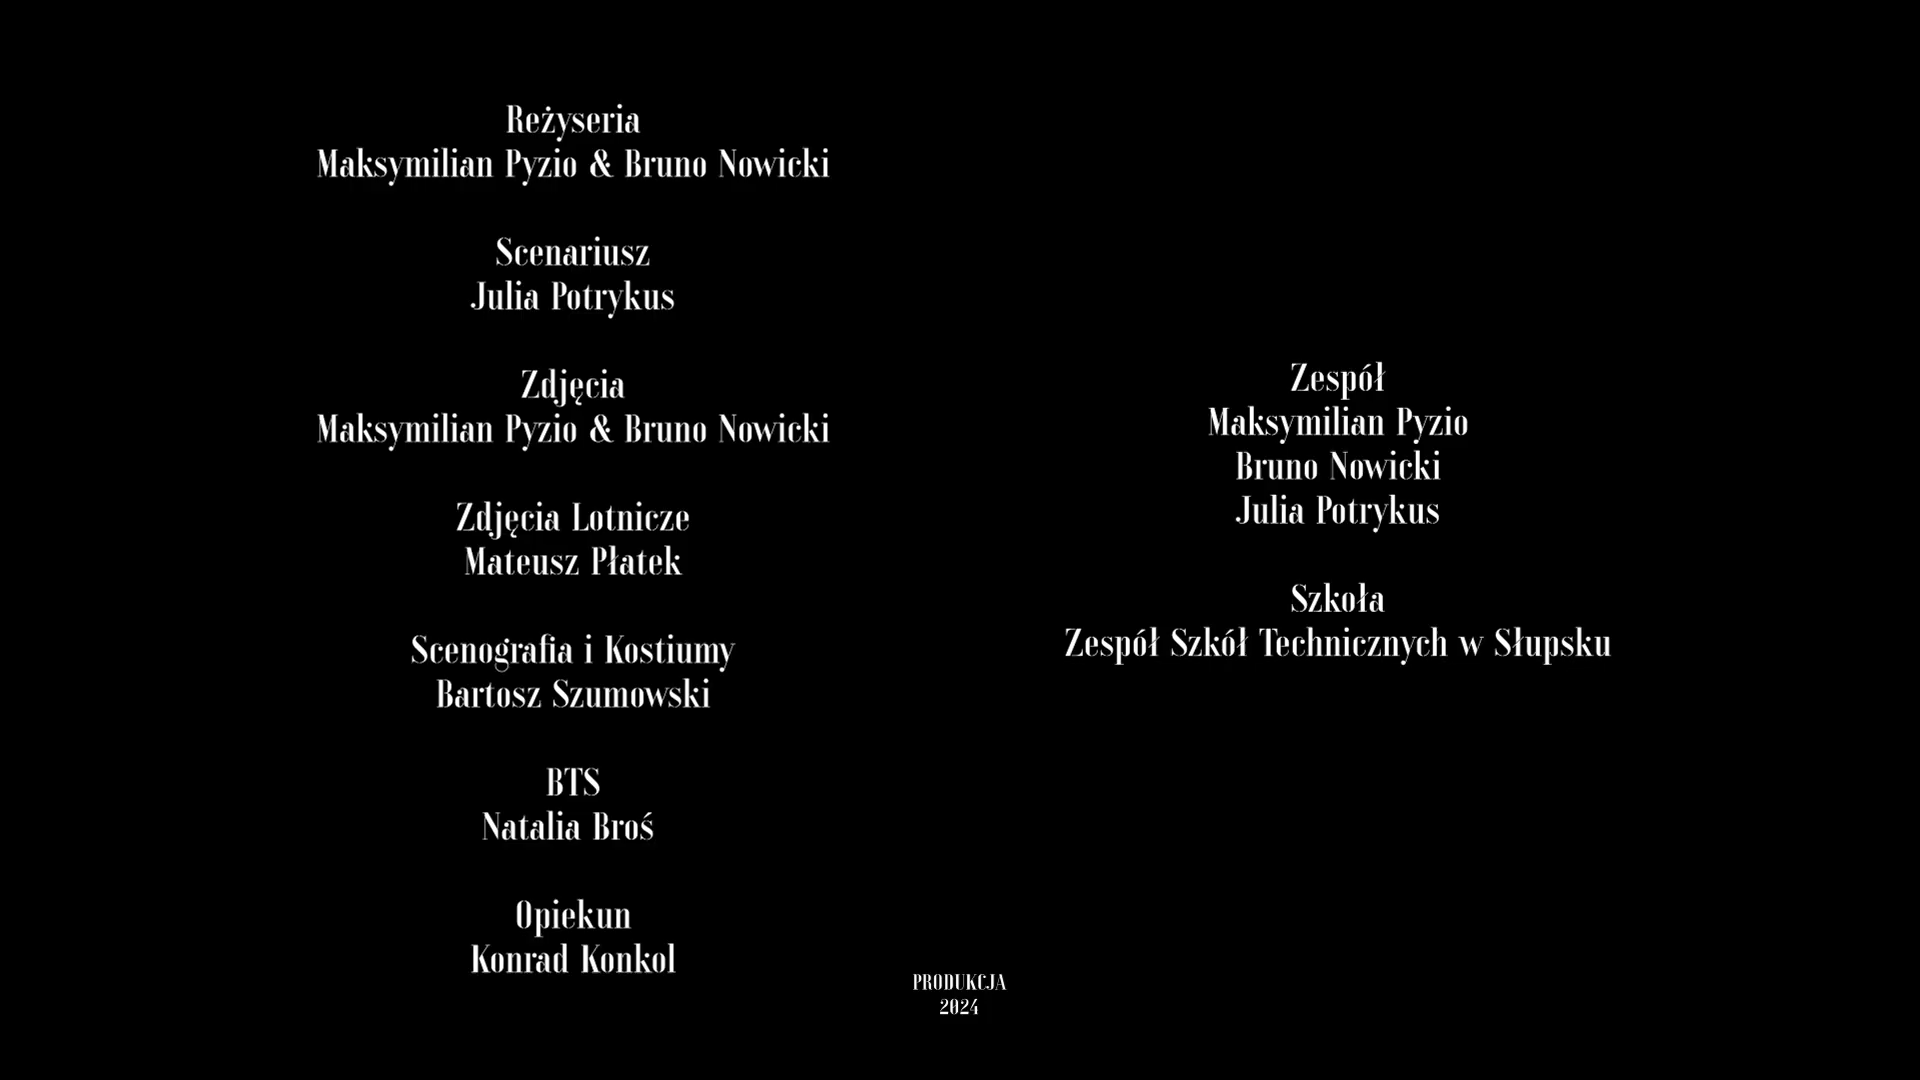 Reżyseria
Maksymilian Pyzio & Bruno Nowicki
Scenariusz
Julia Potrykus
Zdjęcia
Maksymilian Pyzio & Bruno Nowicki
Zdjęcia Lotnicze
Mateusz Płatek
Scenografia i Kostiumy
Bartosz Szumowski
BTS
Natalia Broś
Opiekun
Konrad Konkol
Zespół
Maksymilian Pyzio
Bruno Nowicki
Julia Potrykus
Szkoła
Zespół Szkół Technicznych w Słupsku
PRODUKCJA
2024